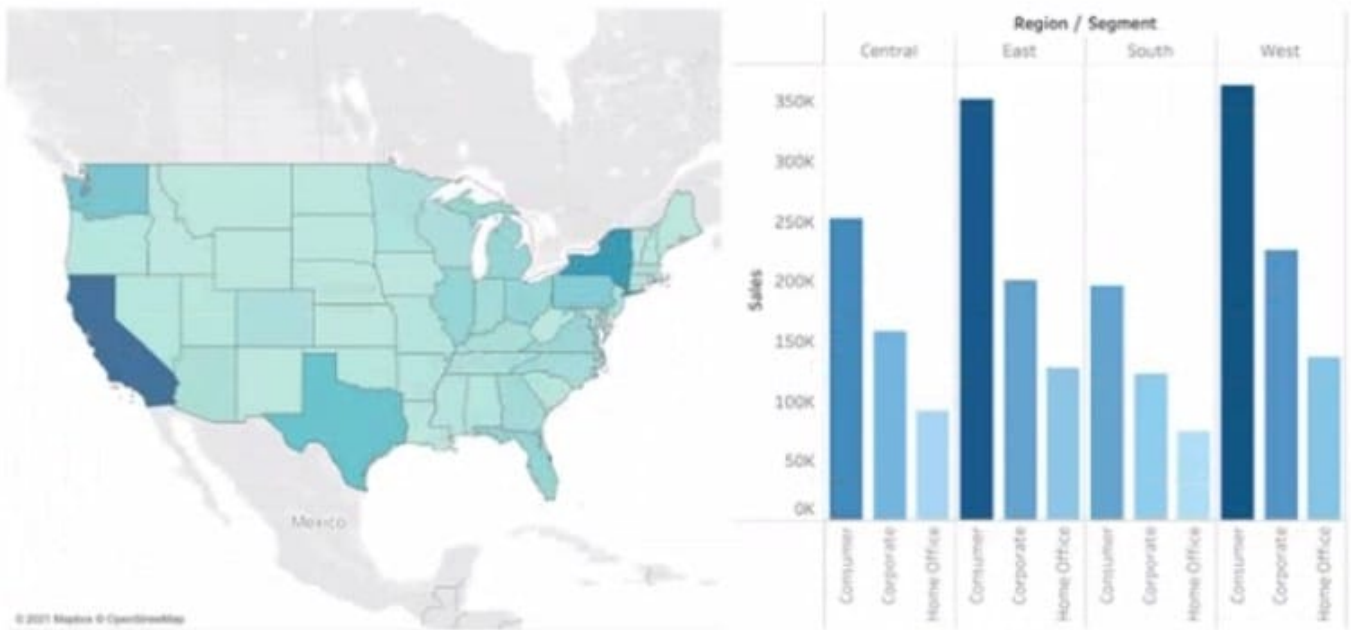 Mexico
© 2021 Mapbox © OpenStreetMap
Region / Segment
Central East South West
Sales
350K
300K
250K
200K
150K
100K
50K
0K
Consumer Corporate Home Office Consumer Corporate Home Office Consumer Corporate Home Office Consumer Corporate Home Office